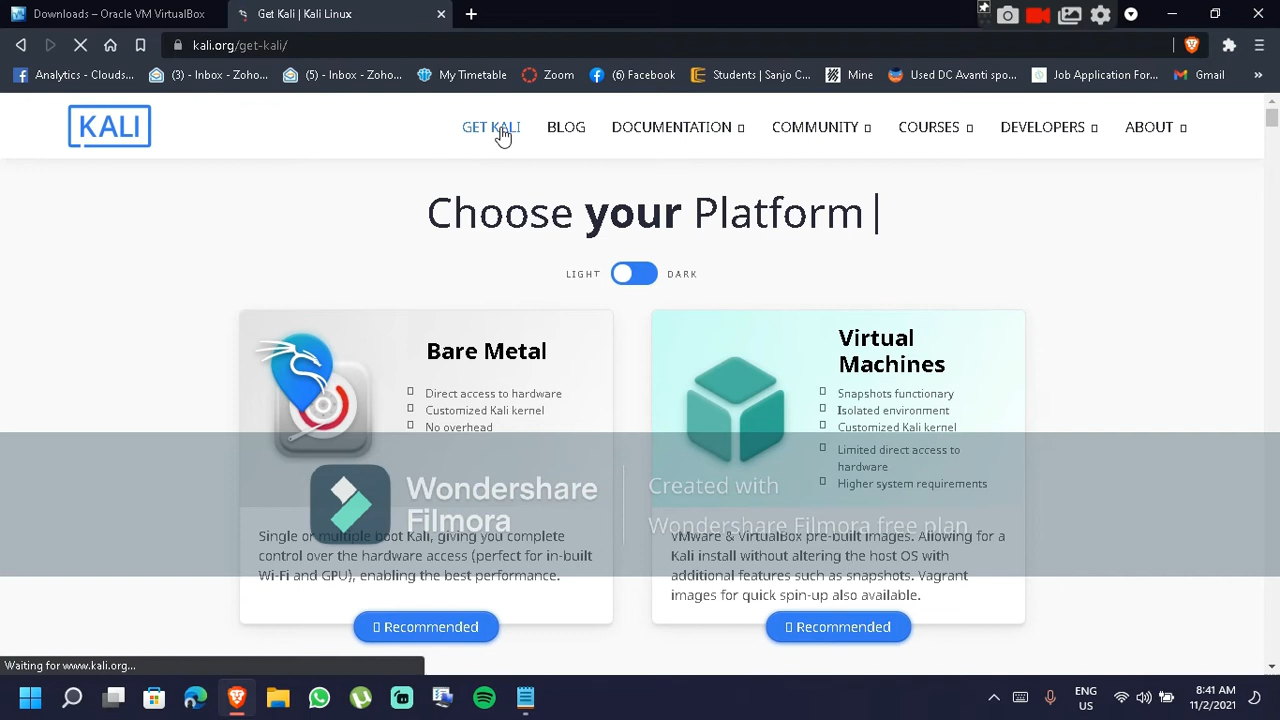 Downloads – Oracle VM VirtualBox
Get Kali | Kali Linux
kali.org/get-kali/
Analytics - Clouds...
(3) - Inbox - Zoho...
(5) - Inbox - Zoho...
My Timetable
Zoom
(6) Facebook
Students | Sanjo C...
Mine
Used DC Avanti spo...
Job Application For...
Gmail
KALI
GET KALI
BLOG
DOCUMENTATION
COMMUNITY
COURSES
DEVELOPERS
ABOUT
Choose your Platform
LIGHT
DARK
Bare Metal
Direct access to hardware
Customized Kali kernel
No overhead
Single or multiple boot Kali, giving you complete
control over the hardware access (perfect for in-built
Wi-Fi and GPU), enabling the best performance.
Recommended
Virtual
Machines
Snapshots functionary
Isolated environment
Customized Kali kernel
Limited direct access to
hardware
Higher system requirements
VMware & VirtualBox pre-built images. Allowing for a
Kali install without altering the host OS with
additional features such as snapshots. Vagrant
images for quick spin-up also available.
Recommended
Wondershare
Filmora
Created with
Wondershare Filmora free plan
Waiting for www.kali.org...
ENG
US
8:41 AM
11/2/2021